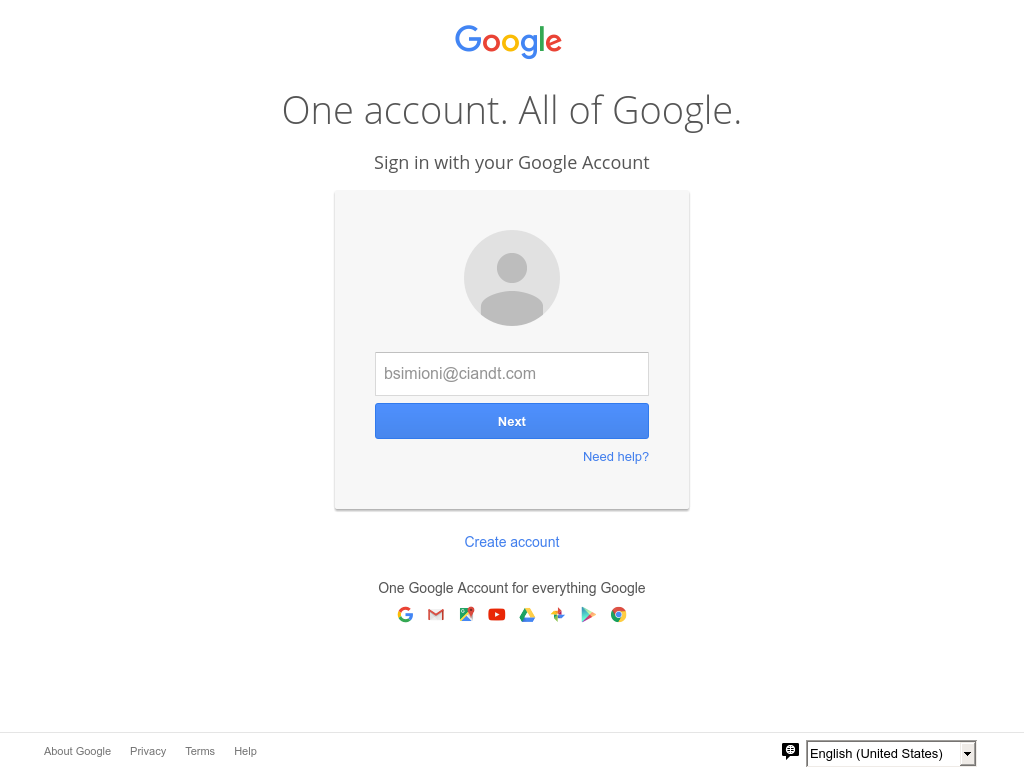 Google
One account. All of Google.
Sign in with your Google Account
bsimioni@ciandt.com
Next
Need help?
Create account
One Google Account for everything Google
About Google Privacy Terms Help English (United States)